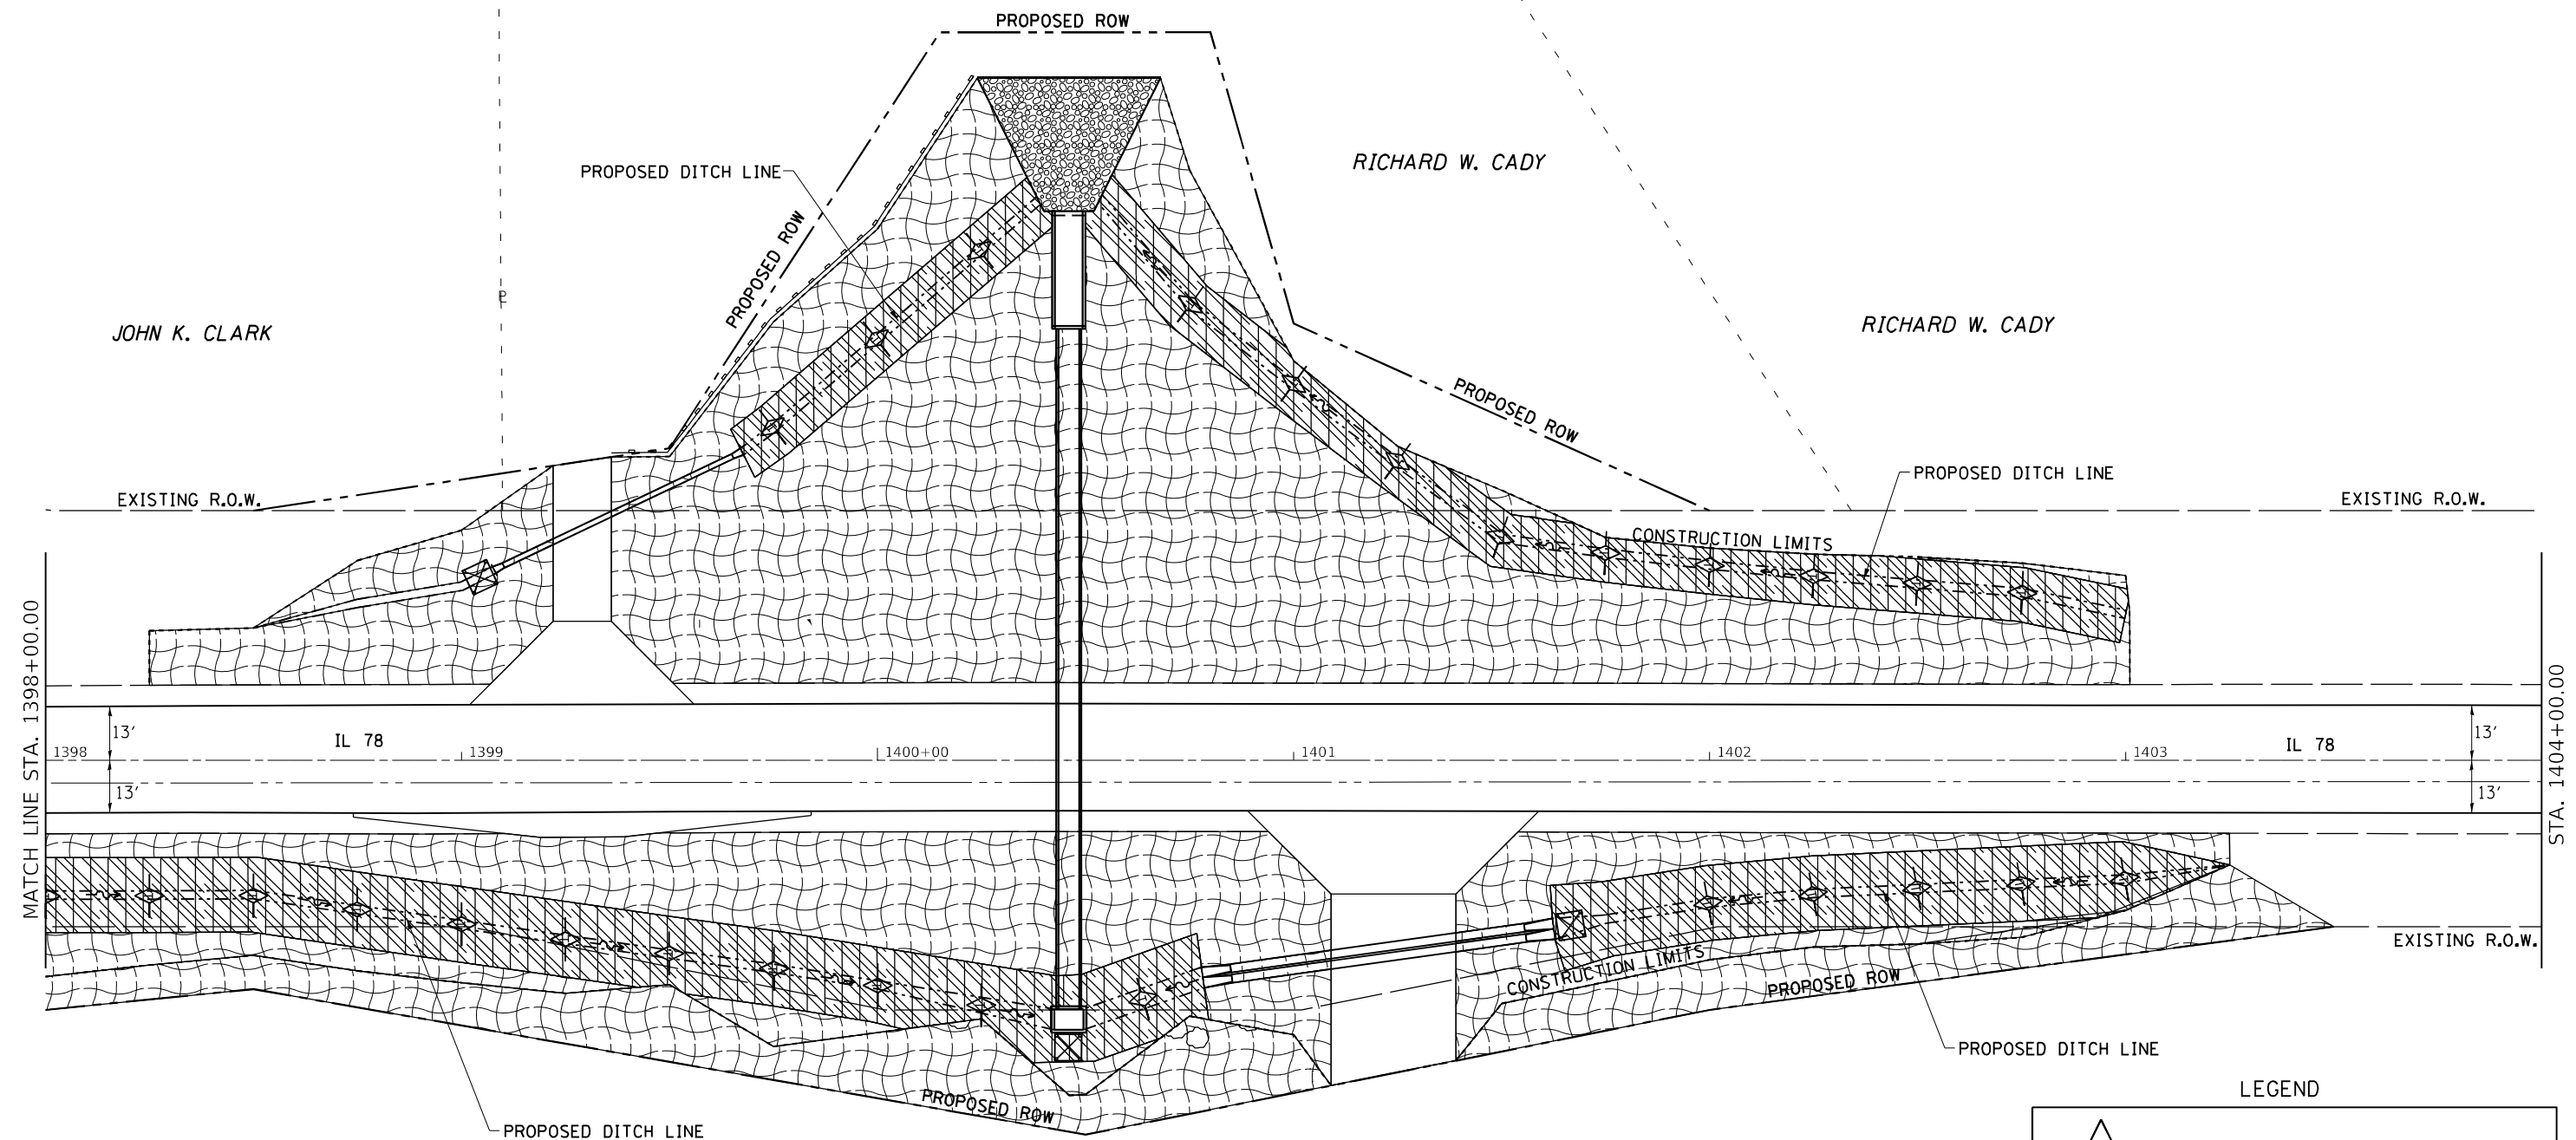 PROPOSED ROW
PROPOSED DITCH LINE
RICHARD W. CADY
PROPOSED ROW
JOHN K. CLARK
RICHARD W. CADY
PROPOSED ROW
PROPOSED DITCH LINE
EXISTING R.O.W.
EXISTING R.O.W.
CONSTRUCTION LIMITS
MATCH LINE STA. 1398+00.00
STA. 1404+00.00
13'
IL 78
1398
1399
1400+00
1401
1402
1403
IL 78
13'
13'
13'
EXISTING R.O.W.
CONSTRUCTION LIMITS
PROPOSED ROW
PROPOSED DITCH LINE
PROPOSED ROW
PROPOSED DITCH LINE
LEGEND